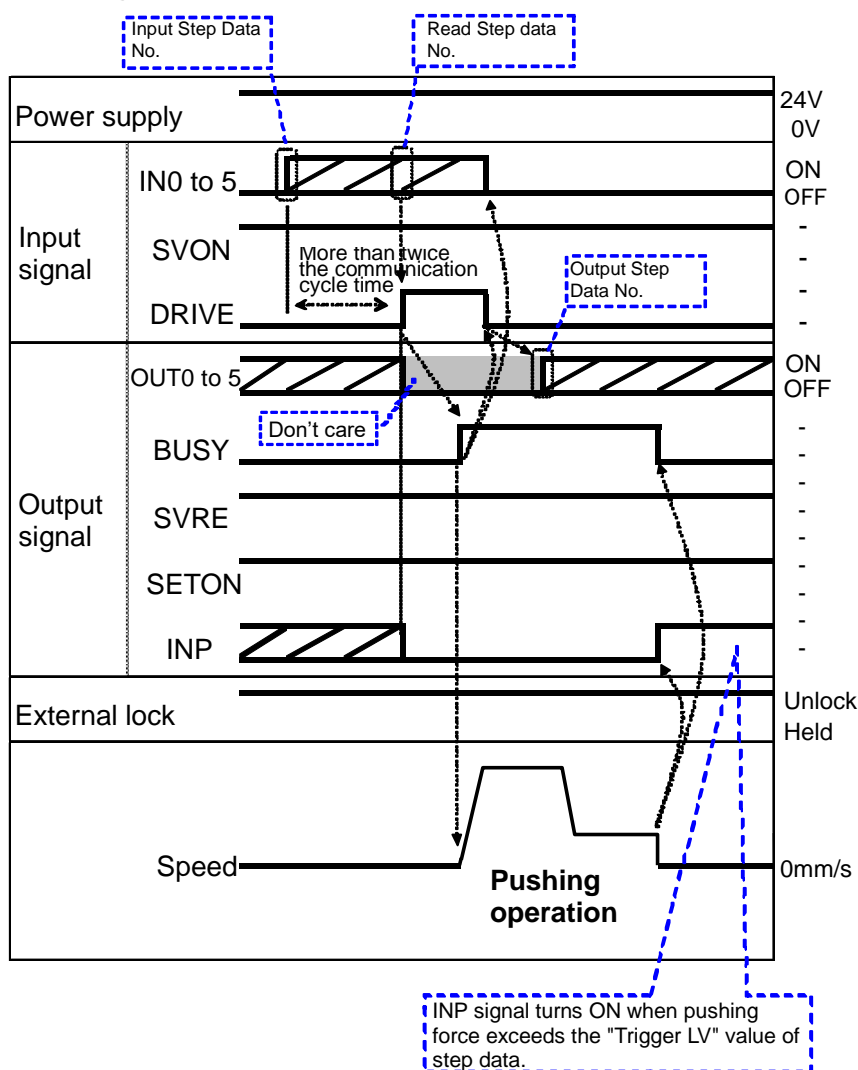 Input Step Data
No.
Read Step data
No.
Power supply
24V
0V
Input
signal
IN0 to 5
ON
OFF
SVON
-
-
More than twice
the communication
cycle time
Output Step
Data No.
DRIVE
-
-
Output
signal
OUT0 to 5
ON
OFF
Don't care
BUSY
-
-
SVRE
-
-
SETON
-
-
INP
-
-
External lock
Unlock
Held
Speed
0mm/s
Pushing
operation
INP signal turns ON when pushing
force exceeds the "Trigger LV" value of
step data.